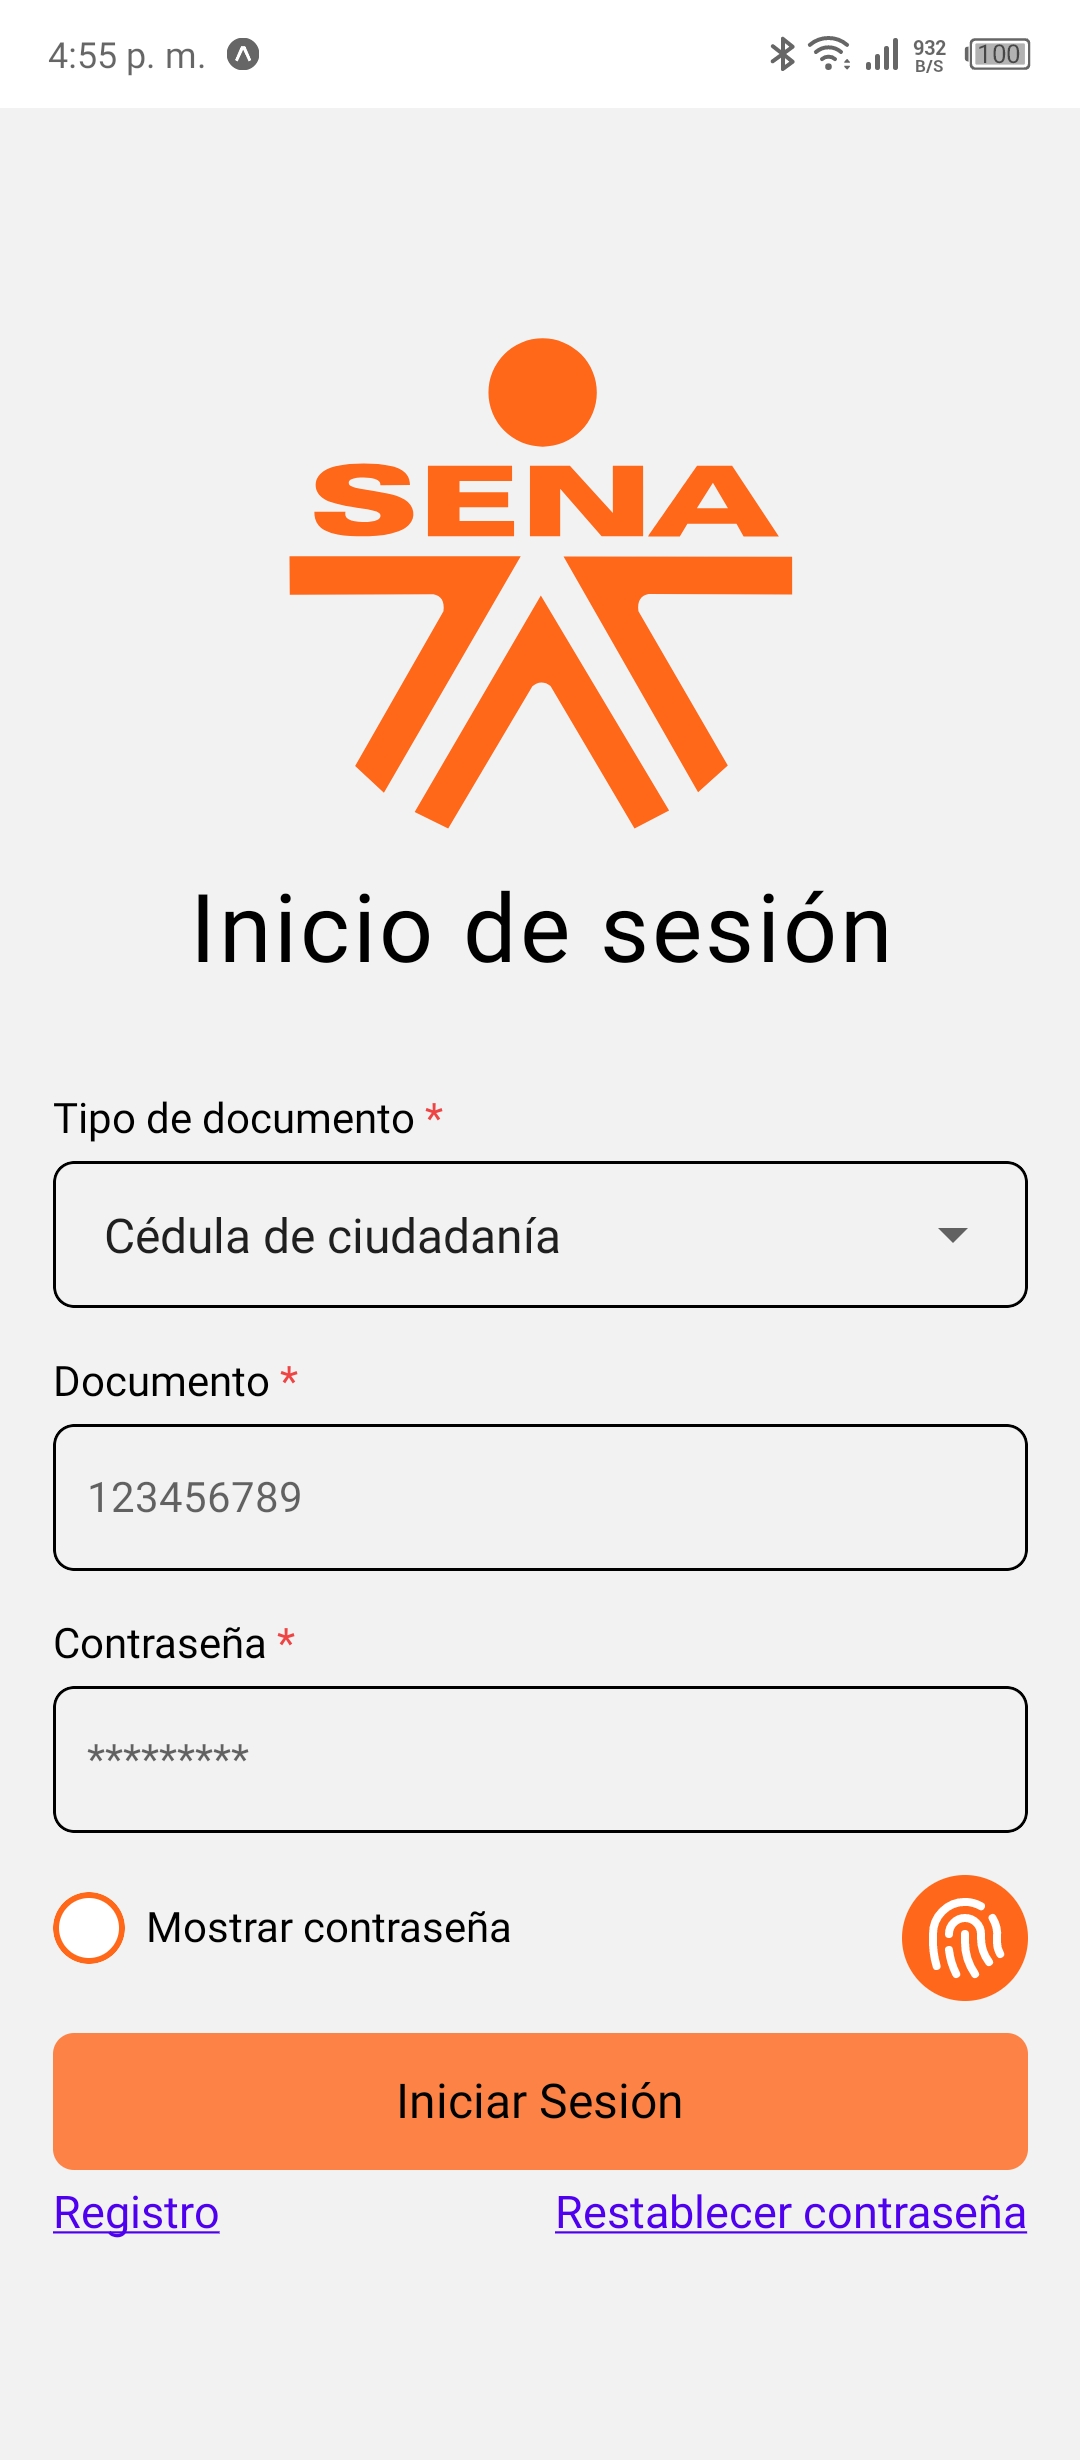 4:55 p. m.
932
B/S
100
SENA
Inicio de sesión
Tipo de documento *
Cédula de ciudadanía
Documento *
123456789
Contraseña *
*********
Mostrar contraseña
Iniciar Sesión
Registro
Restablecer contraseña